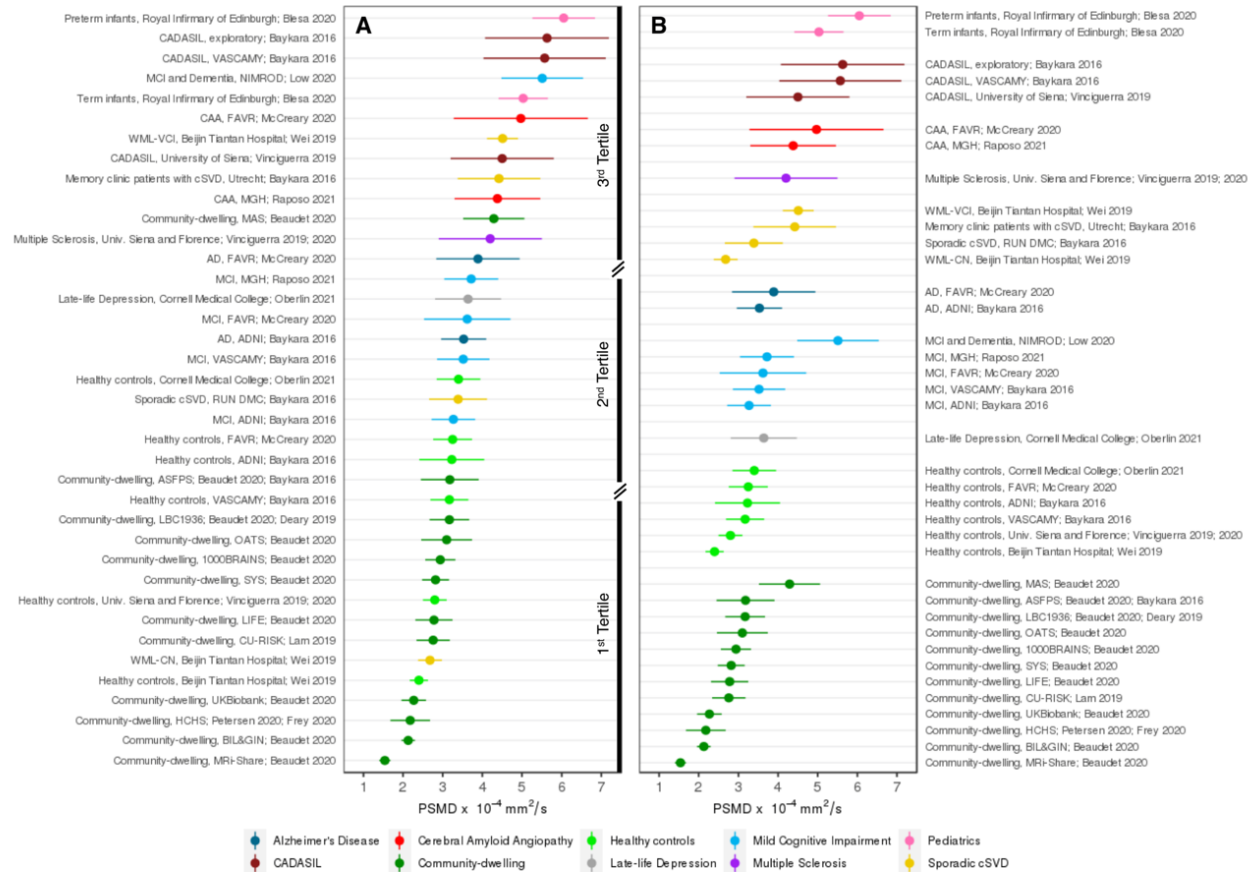 A
Preterm infants, Royal Infirmary of Edinburgh; Blesa 2020
CADASIL, exploratory; Baykara 2016
CADASIL, VASCAMY; Baykara 2016
MCI and Dementia, NIMROD; Low 2020
Term infants, Royal Infirmary of Edinburgh; Blesa 2020
CAA, FAVR; McCreary 2020
WML-VCI, Beijin Tiantan Hospital; Wei 2019
CADASIL, University of Siena; Vinciguerra 2019
Memory clinic patients with cSVD, Utrecht; Baykara 2016
CAA, MGH; Raposo 2021
Community-dwelling, MAS; Beaudet 2020
Multiple Sclerosis, Univ. Siena and Florence; Vinciguerra 2019; 2020
AD, FAVR; McCreary 2020
MCI, MGH; Raposo 2021
Late-life Depression, Cornell Medical College; Oberlin 2021
MCI, FAVR; McCreary 2020
AD, ADNI; Baykara 2016
MCI, VASCAMY; Baykara 2016
Healthy controls, Cornell Medical College; Oberlin 2021
Sporadic cSVD, RUN DMC; Baykara 2016
MCI, ADNI; Baykara 2016
Healthy controls, FAVR; McCreary 2020
Healthy controls, ADNI; Baykara 2016
Community-dwelling, ASFPS; Beaudet 2020; Baykara 2016
Healthy controls, VASCAMY; Baykara 2016
Community-dwelling, LBC1936; Beaudet 2020; Deary 2019
Community-dwelling, OATS; Beaudet 2020
Community-dwelling, 1000BRAINS; Beaudet 2020
Community-dwelling, SYS; Beaudet 2020
Healthy controls, Univ. Siena and Florence; Vinciguerra 2019; 2020
Community-dwelling, LIFE; Beaudet 2020
Community-dwelling, CU-RISK; Lam 2019
WML-CN, Beijin Tiantan Hospital; Wei 2019
Healthy controls, Beijin Tiantan Hospital; Wei 2019
Community-dwelling, UKBiobank; Beaudet 2020
Community-dwelling, HCHS; Petersen 2020; Frey 2020
Community-dwelling, BIL&GIN; Beaudet 2020
Community-dwelling, MRi-Share; Beaudet 2020
3rd Tertile
2nd Tertile
1st Tertile
1 2 3 4 5 6 7
PSMD x 10⁻⁴ mm²/s
B
Preterm infants, Royal Infirmary of Edinburgh; Blesa 2020
Term infants, Royal Infirmary of Edinburgh; Blesa 2020
CADASIL, exploratory; Baykara 2016
CADASIL, VASCAMY; Baykara 2016
CADASIL, University of Siena; Vinciguerra 2019
CAA, FAVR; McCreary 2020
CAA, MGH; Raposo 2021
Multiple Sclerosis, Univ. Siena and Florence; Vinciguerra 2019; 2020
WML-VCI, Beijin Tiantan Hospital; Wei 2019
Memory clinic patients with cSVD, Utrecht; Baykara 2016
Sporadic cSVD, RUN DMC; Baykara 2016
WML-CN, Beijin Tiantan Hospital; Wei 2019
AD, FAVR; McCreary 2020
AD, ADNI; Baykara 2016
MCI and Dementia, NIMROD; Low 2020
MCI, MGH; Raposo 2021
MCI, FAVR; McCreary 2020
MCI, VASCAMY; Baykara 2016
MCI, ADNI; Baykara 2016
Late-life Depression, Cornell Medical College; Oberlin 2021
Healthy controls, Cornell Medical College; Oberlin 2021
Healthy controls, FAVR; McCreary 2020
Healthy controls, ADNI; Baykara 2016
Healthy controls, VASCAMY; Baykara 2016
Healthy controls, Univ. Siena and Florence; Vinciguerra 2019; 2020
Healthy controls, Beijin Tiantan Hospital; Wei 2019
Community-dwelling, MAS; Beaudet 2020
Community-dwelling, ASFPS; Beaudet 2020; Baykara 2016
Community-dwelling, LBC1936; Beaudet 2020; Deary 2019
Community-dwelling, OATS; Beaudet 2020
Community-dwelling, 1000BRAINS; Beaudet 2020
Community-dwelling, SYS; Beaudet 2020
Community-dwelling, LIFE; Beaudet 2020
Community-dwelling, CU-RISK; Lam 2019
Community-dwelling, UKBiobank; Beaudet 2020
Community-dwelling, HCHS; Petersen 2020; Frey 2020
Community-dwelling, BIL&GIN; Beaudet 2020
Community-dwelling, MRi-Share; Beaudet 2020
1 2 3 4 5 6 7
PSMD x 10⁻⁴ mm²/s
Alzheimer's Disease Cerebral Amyloid Angiopathy Healthy controls Mild Cognitive Impairment Pediatrics
CADASIL Community-dwelling Late-life Depression Multiple Sclerosis Sporadic cSVD